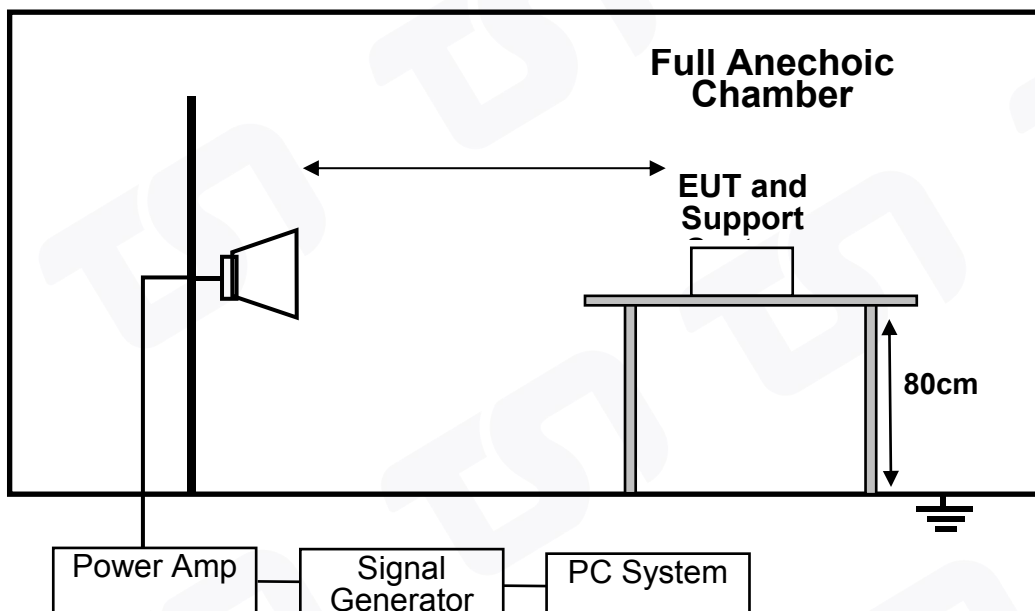 Full Anechoic
Chamber
EUT and
Support
80cm
Power Amp
Signal
Generator
PC System